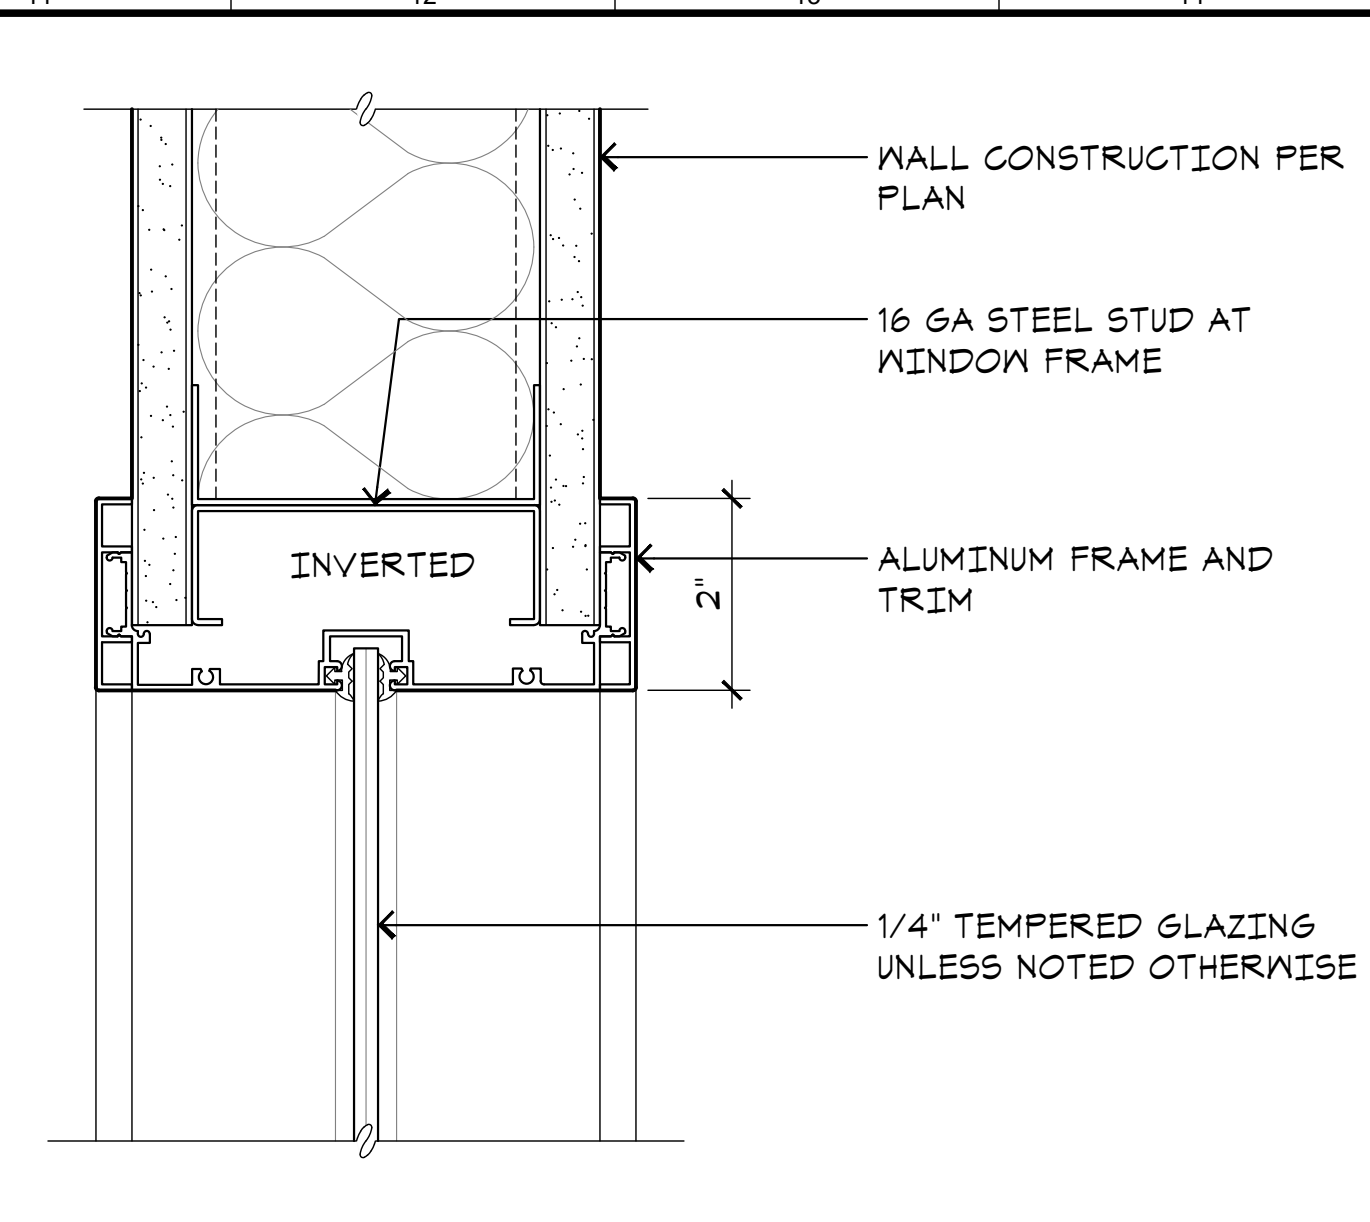 WALL CONSTRUCTION PER
PLAN
16 GA STEEL STUD AT
WINDOW FRAME
INVERTED
ALUMINUM FRAME AND
TRIM
2"
1/4" TEMPERED GLAZING
UNLESS NOTED OTHERWISE